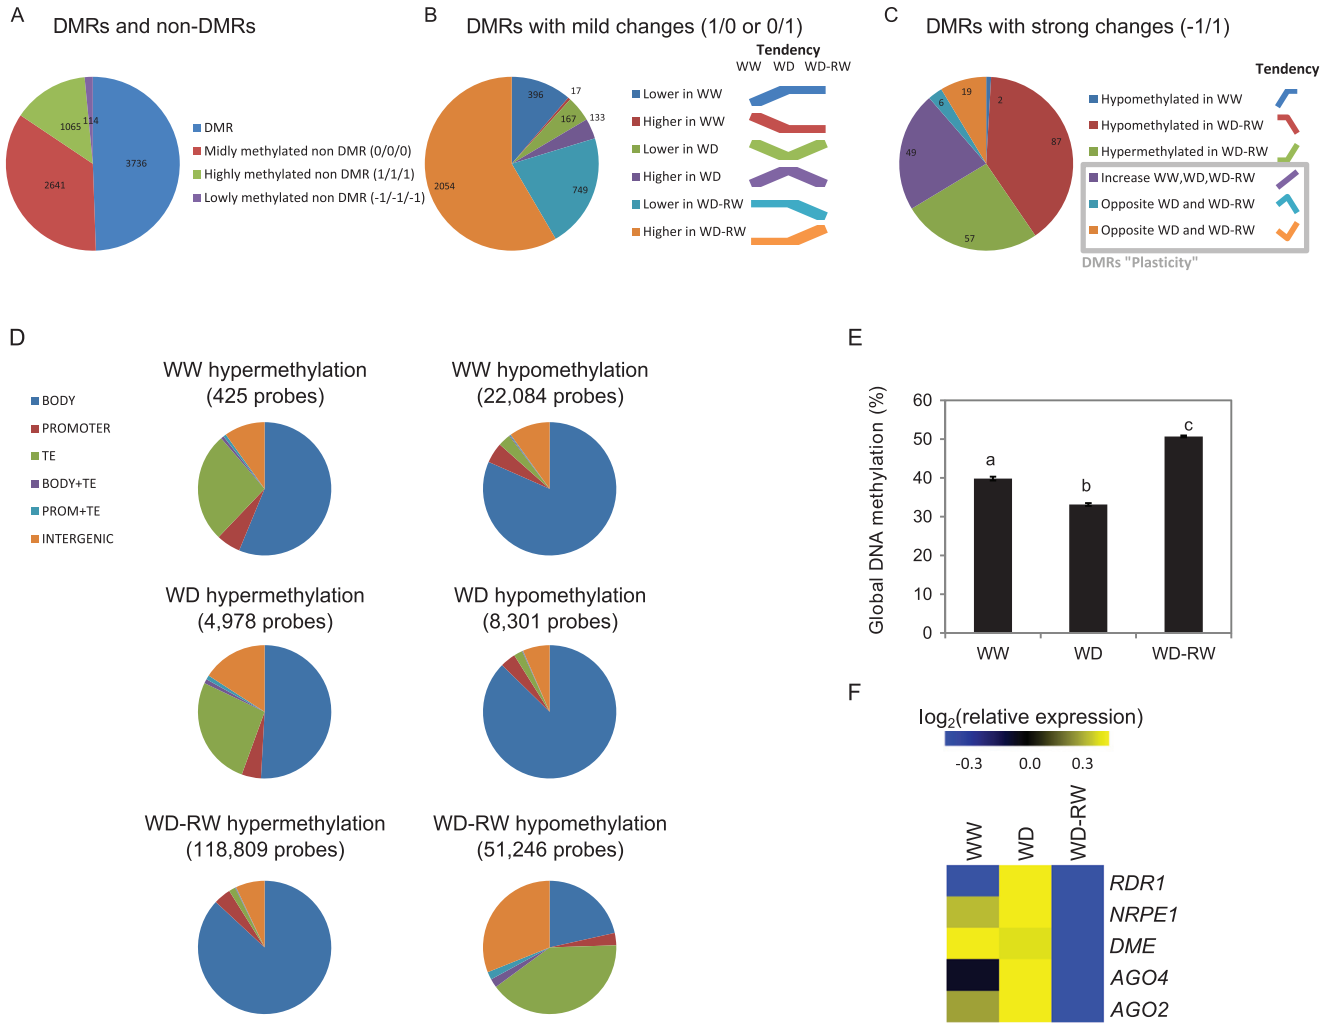 A
DMRs and non-DMRs
1065
114
3736
2641
DMR
Midly methylated non DMR (0/0/0)
Highly methylated non DMR (1/1/1)
Lowly methylated non DMR (-1/-1/-1)
B
DMRs with mild changes (1/0 or 0/1)
Tendency
WW WD WD-RW
396
17
167
133
749
2054
Lower in WW
Higher in WW
Lower in WD
Higher in WD
Lower in WD-RW
Higher in WD-RW
C
DMRs with strong changes (-1/1)
Tendency
19
2
6
87
49
57
Hypomethylated in WW
Hypomethylated in WD-RW
Hypermethylated in WD-RW
Increase WW,WD,WD-RW
Opposite WD and WD-RW
Opposite WD and WD-RW
DMRs "Plasticity"
D
BODY
PROMOTER
TE
BODY+TE
PROM+TE
INTERGENIC
WW hypermethylation
(425 probes)
WW hypomethylation
(22,084 probes)
WD hypermethylation
(4,978 probes)
WD hypomethylation
(8,301 probes)
WD-RW hypermethylation
(118,809 probes)
WD-RW hypomethylation
(51,246 probes)
E
Global DNA methylation (%)
60
50
40
30
20
10
0
a
b
c
WW
WD
WD-RW
F
log2(relative expression)
-0.3 0.0 0.3
WW
WD
WD-RW
RDR1
NRPE1
DME
AGO4
AGO2